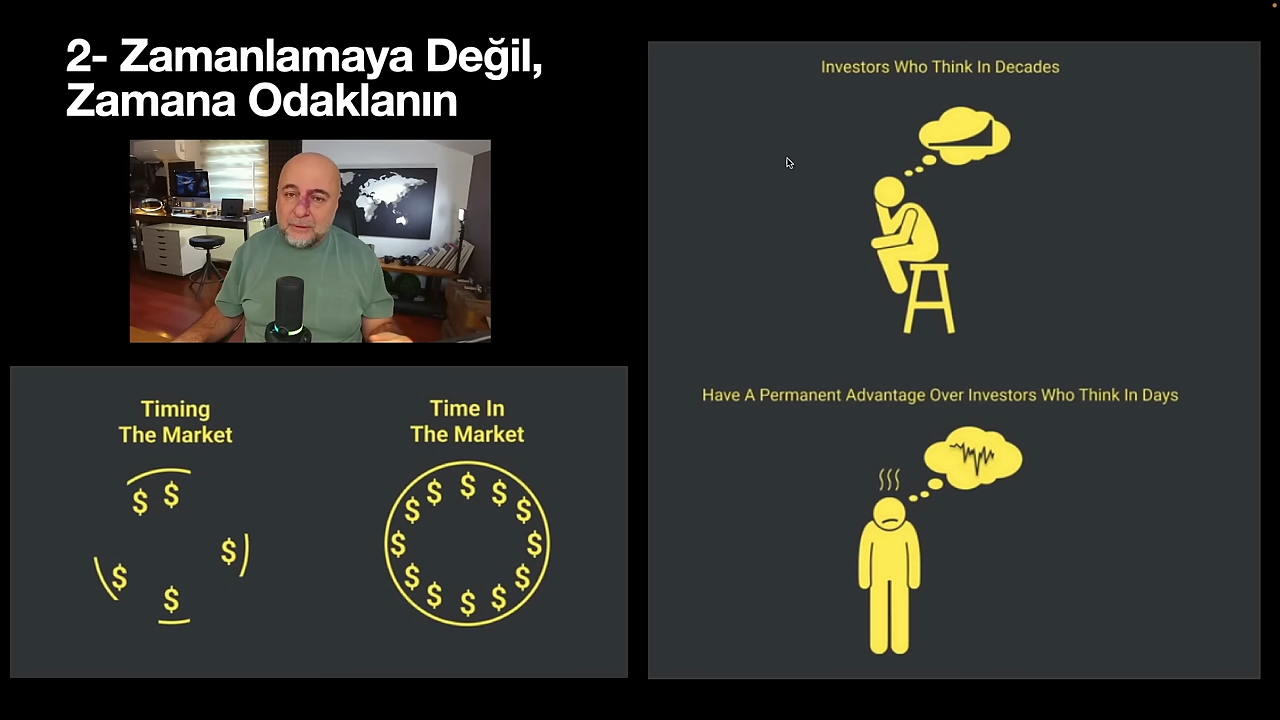 2- Zamanlamaya Değil,
Zamana Odaklanın
Timing
The Market
$ $
$
$
$
Time In
The Market
$ $ $ $ $ $ $ $ $ $ $ $
Investors Who Think In Decades
Have A Permanent Advantage Over Investors Who Think In Days